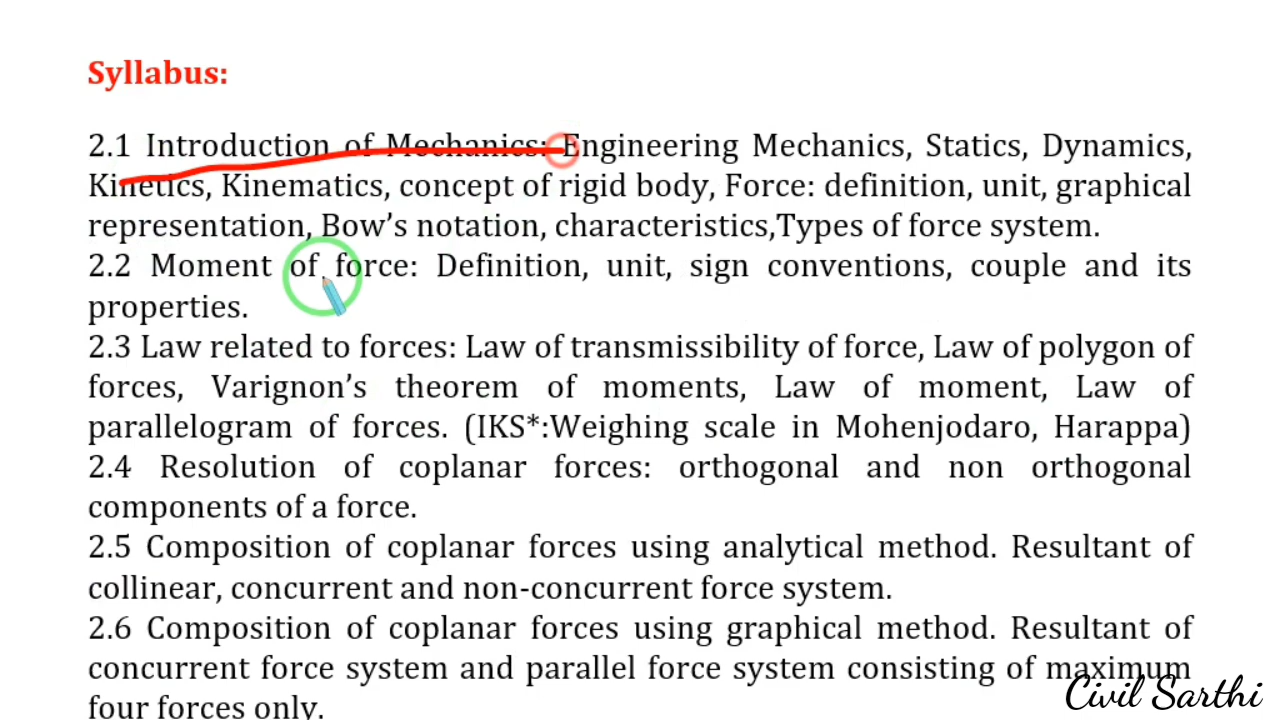 Syllabus:
2.1 Introduction of Mechanics: Engineering Mechanics, Statics, Dynamics,
Kinetics, Kinematics, concept of rigid body, Force: definition, unit, graphical
representation, Bow’s notation, characteristics,Types of force system.
2.2 Moment of force: Definition, unit, sign conventions, couple and its
properties.
2.3 Law related to forces: Law of transmissibility of force, Law of polygon of
forces, Varignon’s theorem of moments, Law of moment, Law of
parallelogram of forces. (IKS*:Weighing scale in Mohenjodaro, Harappa)
2.4 Resolution of coplanar forces: orthogonal and non orthogonal
components of a force.
2.5 Composition of coplanar forces using analytical method. Resultant of
collinear, concurrent and non-concurrent force system.
2.6 Composition of coplanar forces using graphical method. Resultant of
concurrent force system and parallel force system consisting of maximum
four forces only.
Civil Sarthi